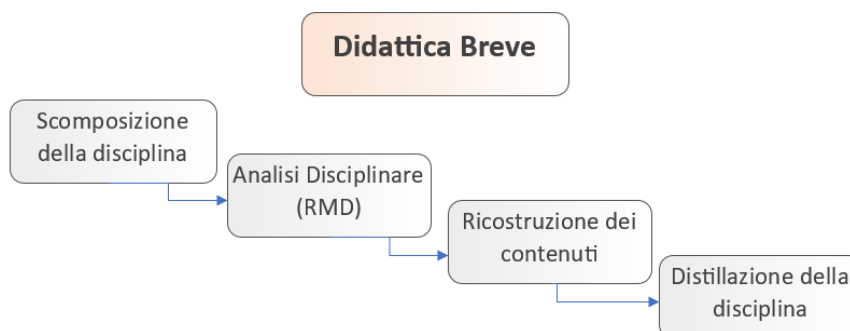 Didattica Breve
Scomposizione
della disciplina
Analisi Disciplinare
(RMD)
Ricostruzione dei
contenuti
Distillazione della
disciplina